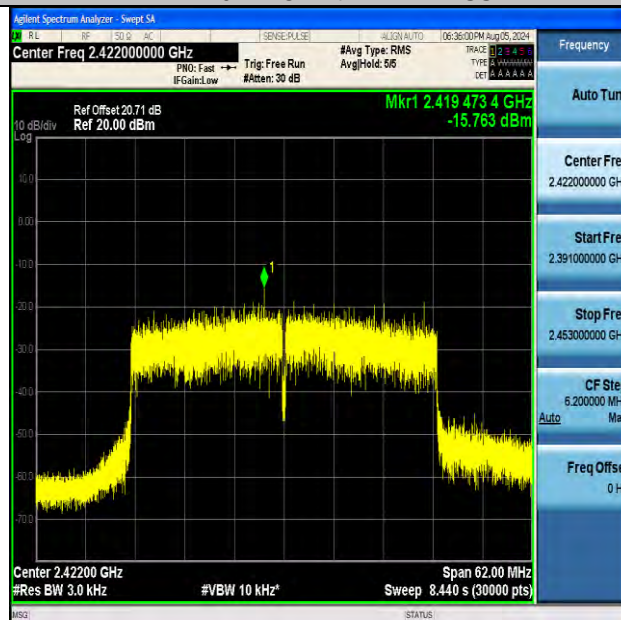 Agilent Spectrum Analyzer - Swept SA
RL RF 50 Ω AC SENSE:PULSE ALIGN AUTO 06:36:00 PM Aug 05, 2024
Center Freq 2.422000000 GHz
#Avg Type: RMS
TRACE 1 2 3 4 5 6
PNO: Fast
Trig: Free Run
Avg|Hold: 5/5
TYPE A
IFGain:Low
#Atten: 30 dB
DET A A A A A A
Ref Offset 20.71 dB
Mkr1 2.419 473 4 GHz
10 dB/div Ref 20.00 dBm
-15.763 dBm
Log
10.0
0.00
1
-10.0
-20.0
-30.0
-40.0
-50.0
-60.0
-70.0
Center 2.42200 GHz
Span 62.00 MHz
#Res BW 3.0 kHz
#VBW 10 kHz*
Sweep 8.440 s (30000 pts)
MSG
STATUS
Frequency
Auto Tun
Center Fre
2.422000000 GH
Start Fre
2.391000000 GH
Stop Fre
2.453000000 GH
CF Ste
6.200000 MH
Auto Ma
Freq Offse
0 H